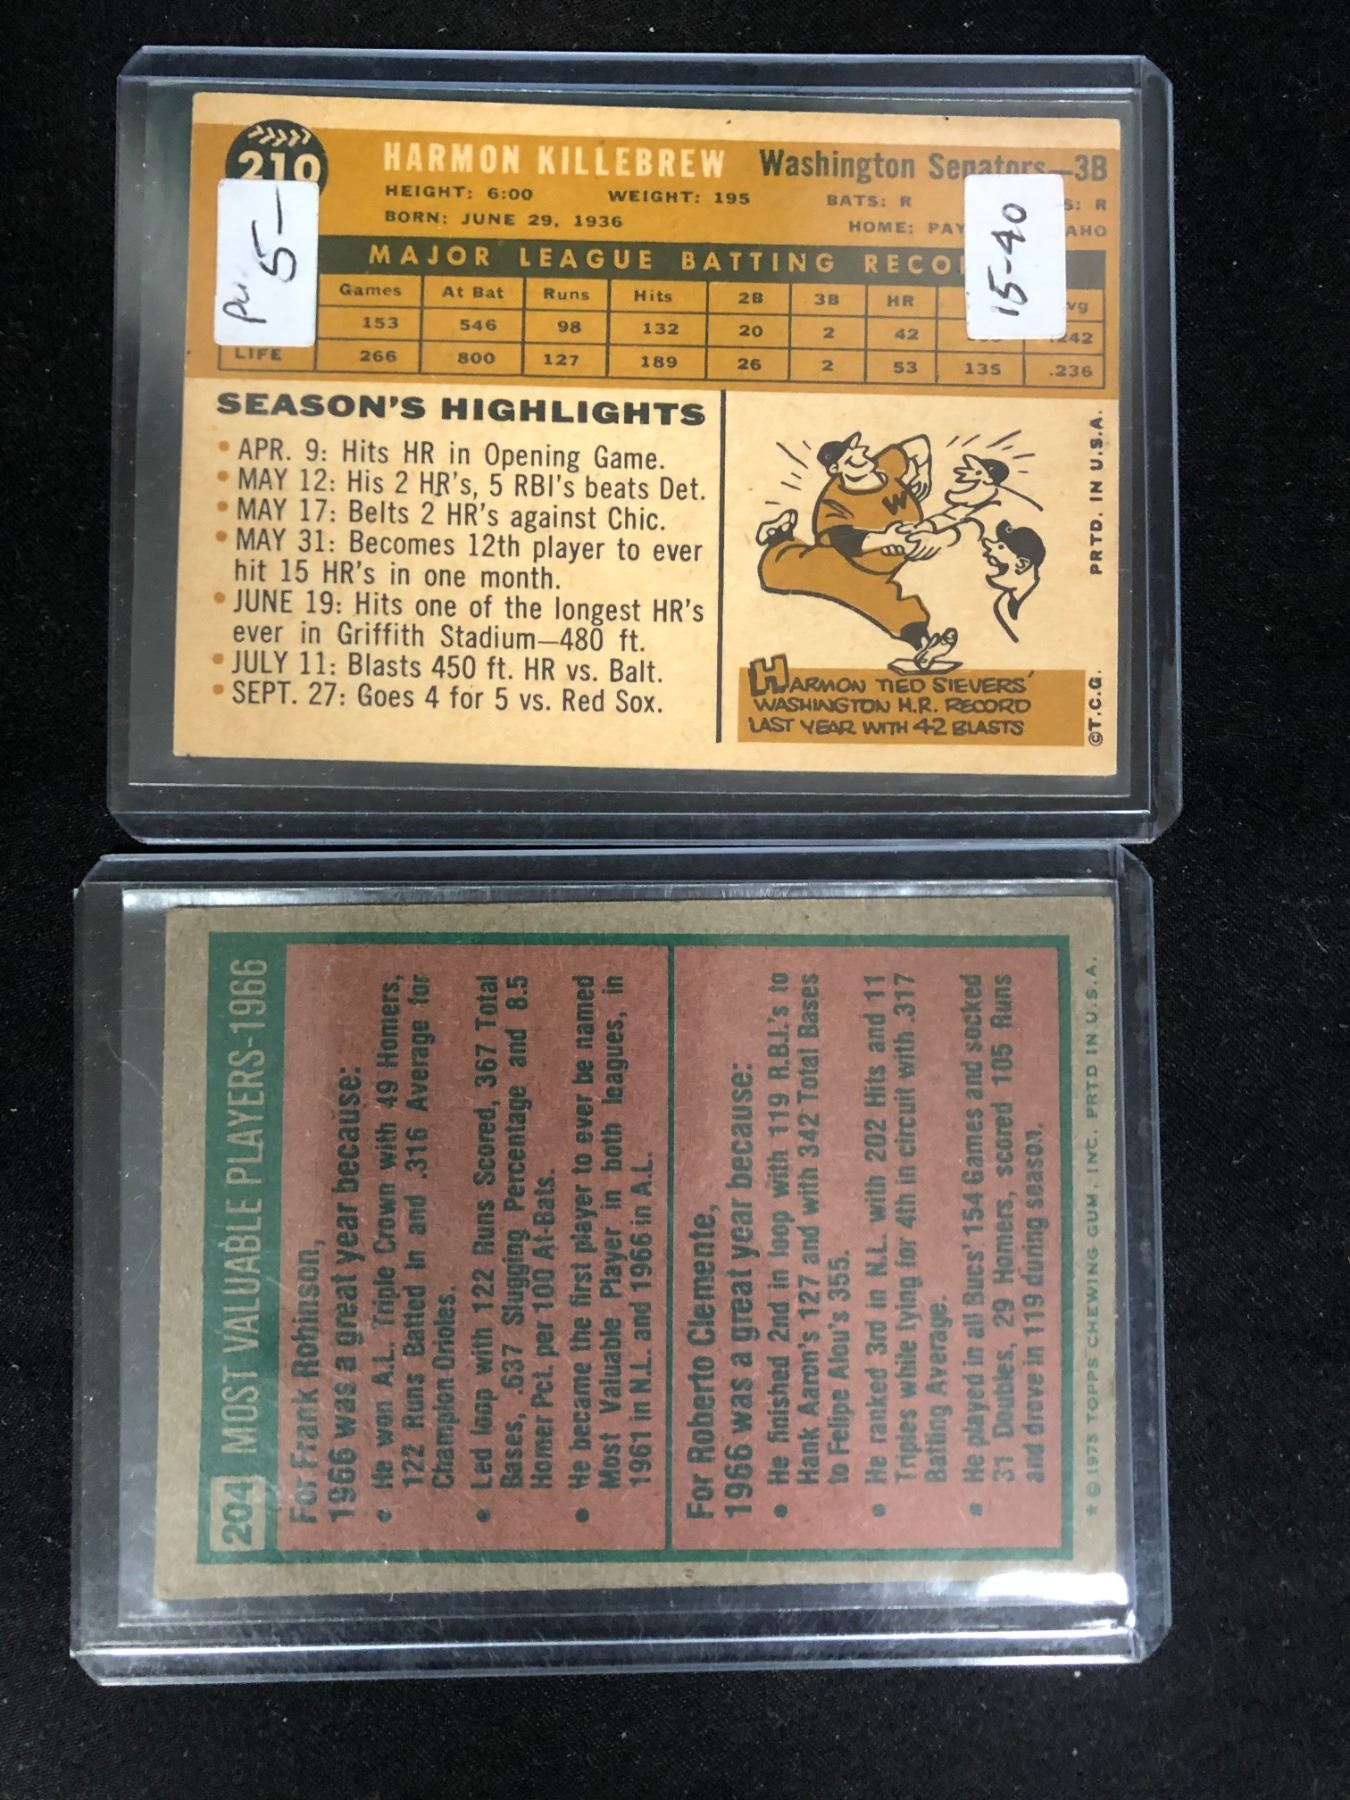 210 HARMON KILLEBREW Washington Senators—3B
HEIGHT: 6:00 WEIGHT: 195 BATS: R S: R
BORN: JUNE 29, 1936 HOME: PAY AHO
MAJOR LEAGUE BATTING RECO
Games At Bat Runs Hits 2B 3B HR vg
153 546 98 132 20 2 42 .242
LIFE 266 800 127 189 26 2 53 135 .236
5-
15-40
SEASON'S HIGHLIGHTS
• APR. 9: Hits HR in Opening Game.
• MAY 12: His 2 HR's, 5 RBI's beats Det.
• MAY 17: Belts 2 HR's against Chic.
• MAY 31: Becomes 12th player to ever
hit 15 HR's in one month.
• JUNE 19: Hits one of the longest HR's
ever in Griffith Stadium—480 ft.
• JULY 11: Blasts 450 ft. HR vs. Balt.
• SEPT. 27: Goes 4 for 5 vs. Red Sox.
W
HARMON TIED SIEVERS'
WASHINGTON H.R. RECORD
LAST YEAR WITH 42 BLASTS
©T.C.G. PRTD. IN U.S.A.
204 MOST VALUABLE PLAYERS-1966
For Frank Robinson,
1966 was a great year because:
• He won A.L. Triple Crown with 49 Homers,
122 Runs Batted In and .316 Average for
Champion Orioles.
• Led loop with 122 Runs Scored, 367 Total
Bases, .637 Slugging Percentage and 8.5
Homer Pct. per 100 At-Bats.
• He became the first player to ever be named
Most Valuable Player in both leagues, in
1961 in N.L. and 1966 in A.L.
For Roberto Clemente,
1966 was a great year because:
• He finished 2nd in loop with 119 R.B.I.'s to
Hank Aaron's 127 and with 342 Total Bases
to Felipe Alou's 355.
• He ranked 3rd in N.L. with 202 Hits and 11
Triples while tying for 4th in circuit with .317
Batting Average.
• He played in all Bucs' 154 Games and socked
31 Doubles, 29 Homers, scored 105 Runs
and drove in 119 during season.
★ © 1975 TOPPS CHEWING GUM, INC. PRTD IN U.S.A.